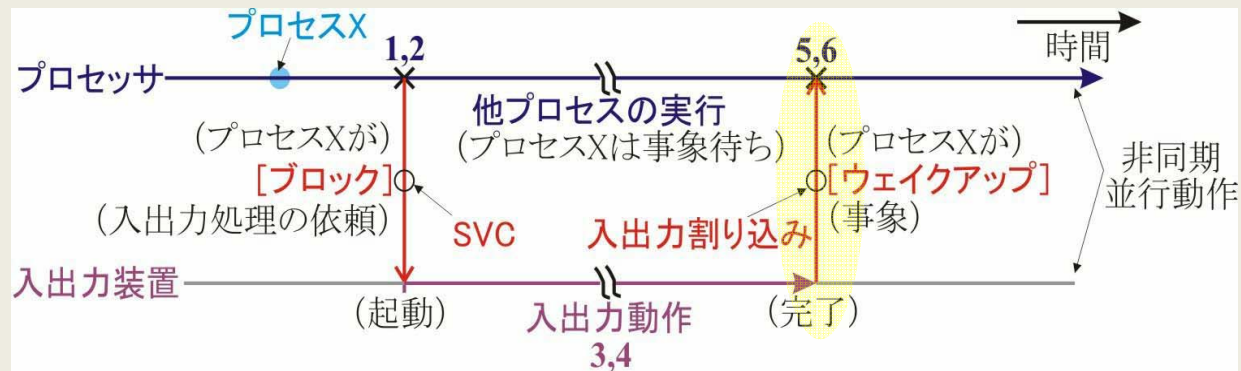 プロセスX
1,2
5,6
時間
プロセッサ
他プロセスの実行
(プロセスXが)
(プロセスXは事象待ち)
(プロセスXが)
[ブロック]
[ウェイクアップ]
非同期
並行動作
(入出力処理の依頼)
SVC
入出力割り込み
(事象)
入出力装置
(起動)
入出力動作
(完了)
3,4